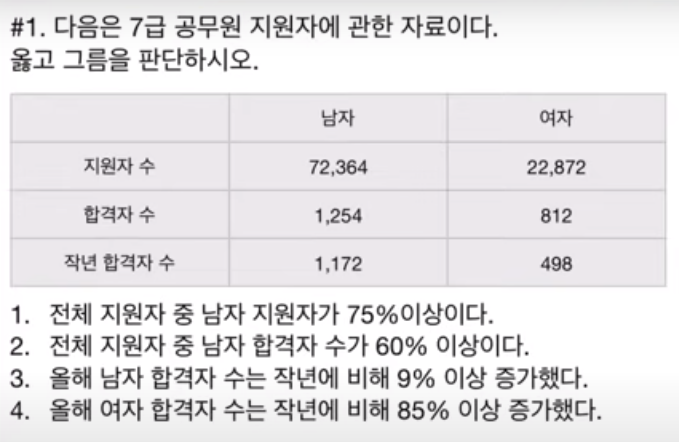 #1. 다음은 7급 공무원 지원자에 관한 자료이다.
옳고 그름을 판단하시오.
남자 여자
지원자 수 72,364 22,872
합격자 수 1,254 812
작년 합격자 수 1,172 498
1. 전체 지원자 중 남자 지원자가 75%이상이다.
2. 전체 지원자 중 남자 합격자 수가 60% 이상이다.
3. 올해 남자 합격자 수는 작년에 비해 9% 이상 증가했다.
4. 올해 여자 합격자 수는 작년에 비해 85% 이상 증가했다.